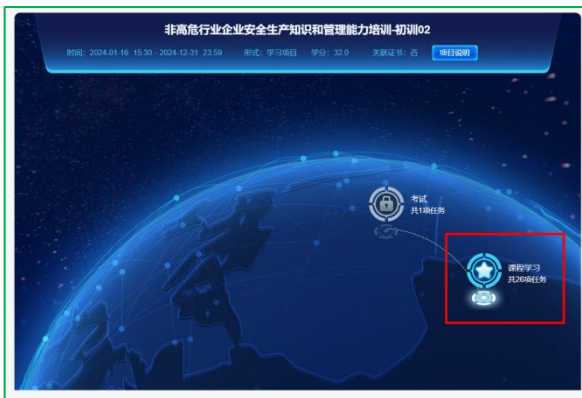 非高危行业企业安全生产知识和管理能力培训-初训02
时间：2024-01-16 15:30 - 2024-12-31 23:59 形式：学习项目 学分：32.0 关联证书：否 项目说明
考试
共1项任务
课程学习
共26项任务